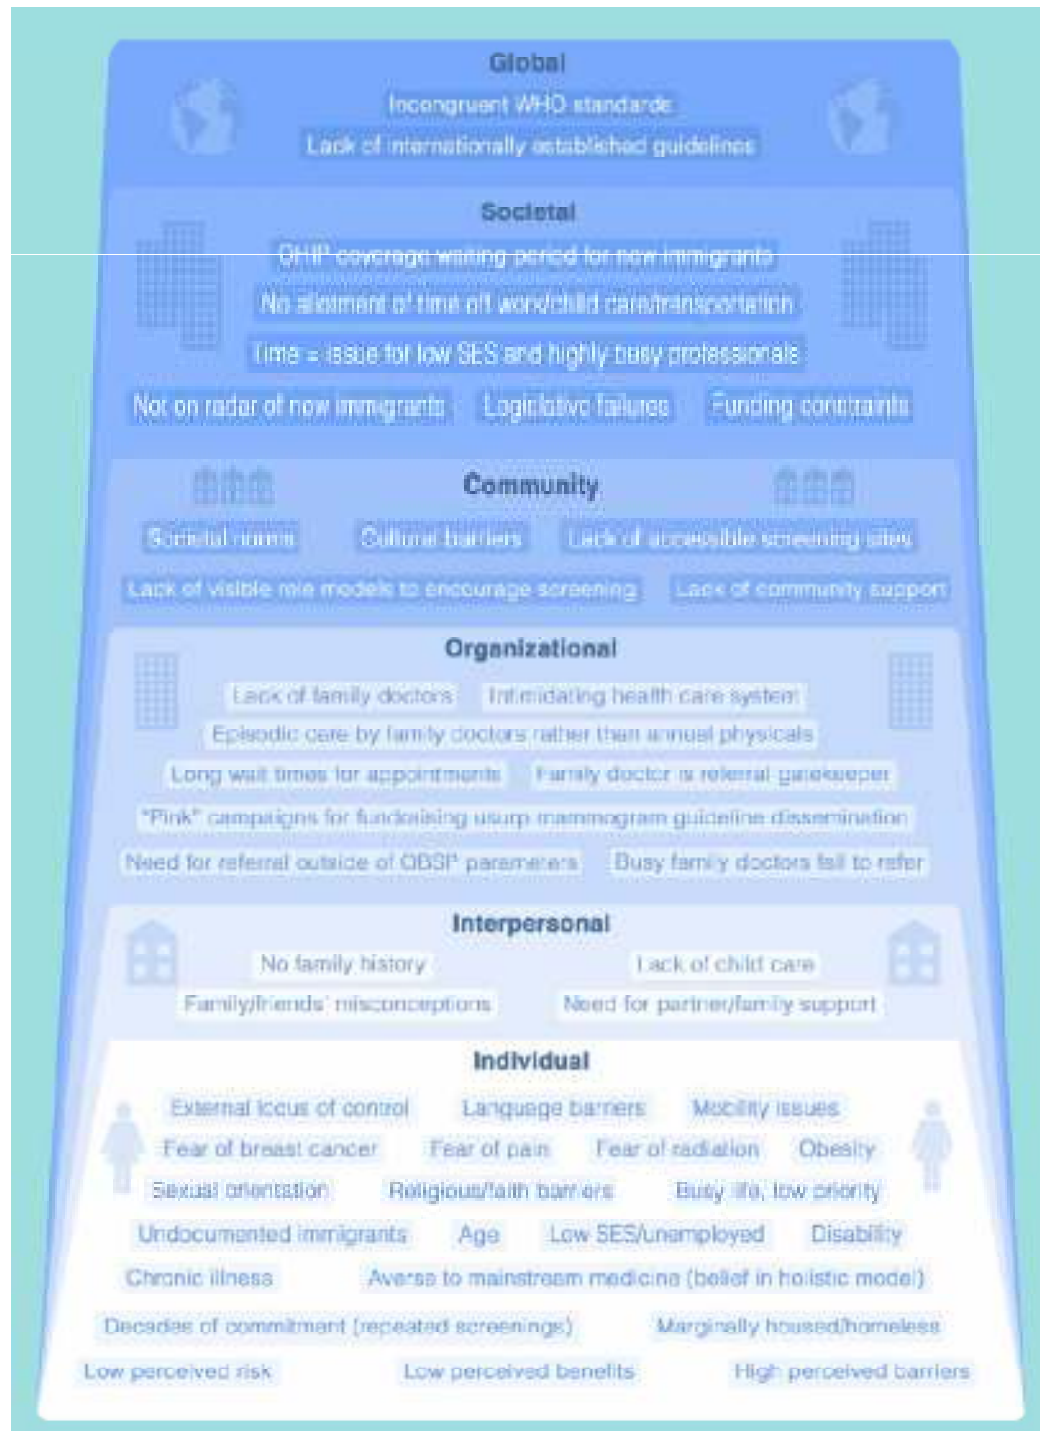 Global
Incongruent WHO standards
Lack of internationally established guidelines
Societal
OHIP coverage waiting period for new immigrants
No allotment of time off work/child care/transportation
Time = issue for low SES and highly busy professionals
Not on radar of new immigrants Legislative failures Funding constraints
Community
Societal norms Cultural barriers Lack of accessible screening sites
Lack of visible role models to encourage screening Lack of community support
Organizational
Lack of family doctors Intimidating health care system
Episodic care by family doctors rather than annual physicals
Long wait times for appointments Family doctor is referral gatekeeper
"Pink" campaigns for fundraising usurp mammogram guideline dissemination
Need for referral outside of OBSP parameters Busy family doctors fail to refer
Interpersonal
No family history Lack of child care
Family/friends' misconceptions Need for partner/family support
Individual
External locus of control Language barriers Mobility issues
Fear of breast cancer Fear of pain Fear of radiation Obesity
Sexual orientation Religious/faith barriers Busy life, low priority
Undocumented immigrants Age Low SES/unemployed Disability
Chronic illness Averse to mainstream medicine (belief in holistic model)
Decades of commitment (repeated screenings) Marginally housed/homeless
Low perceived risk Low perceived benefits High perceived barriers